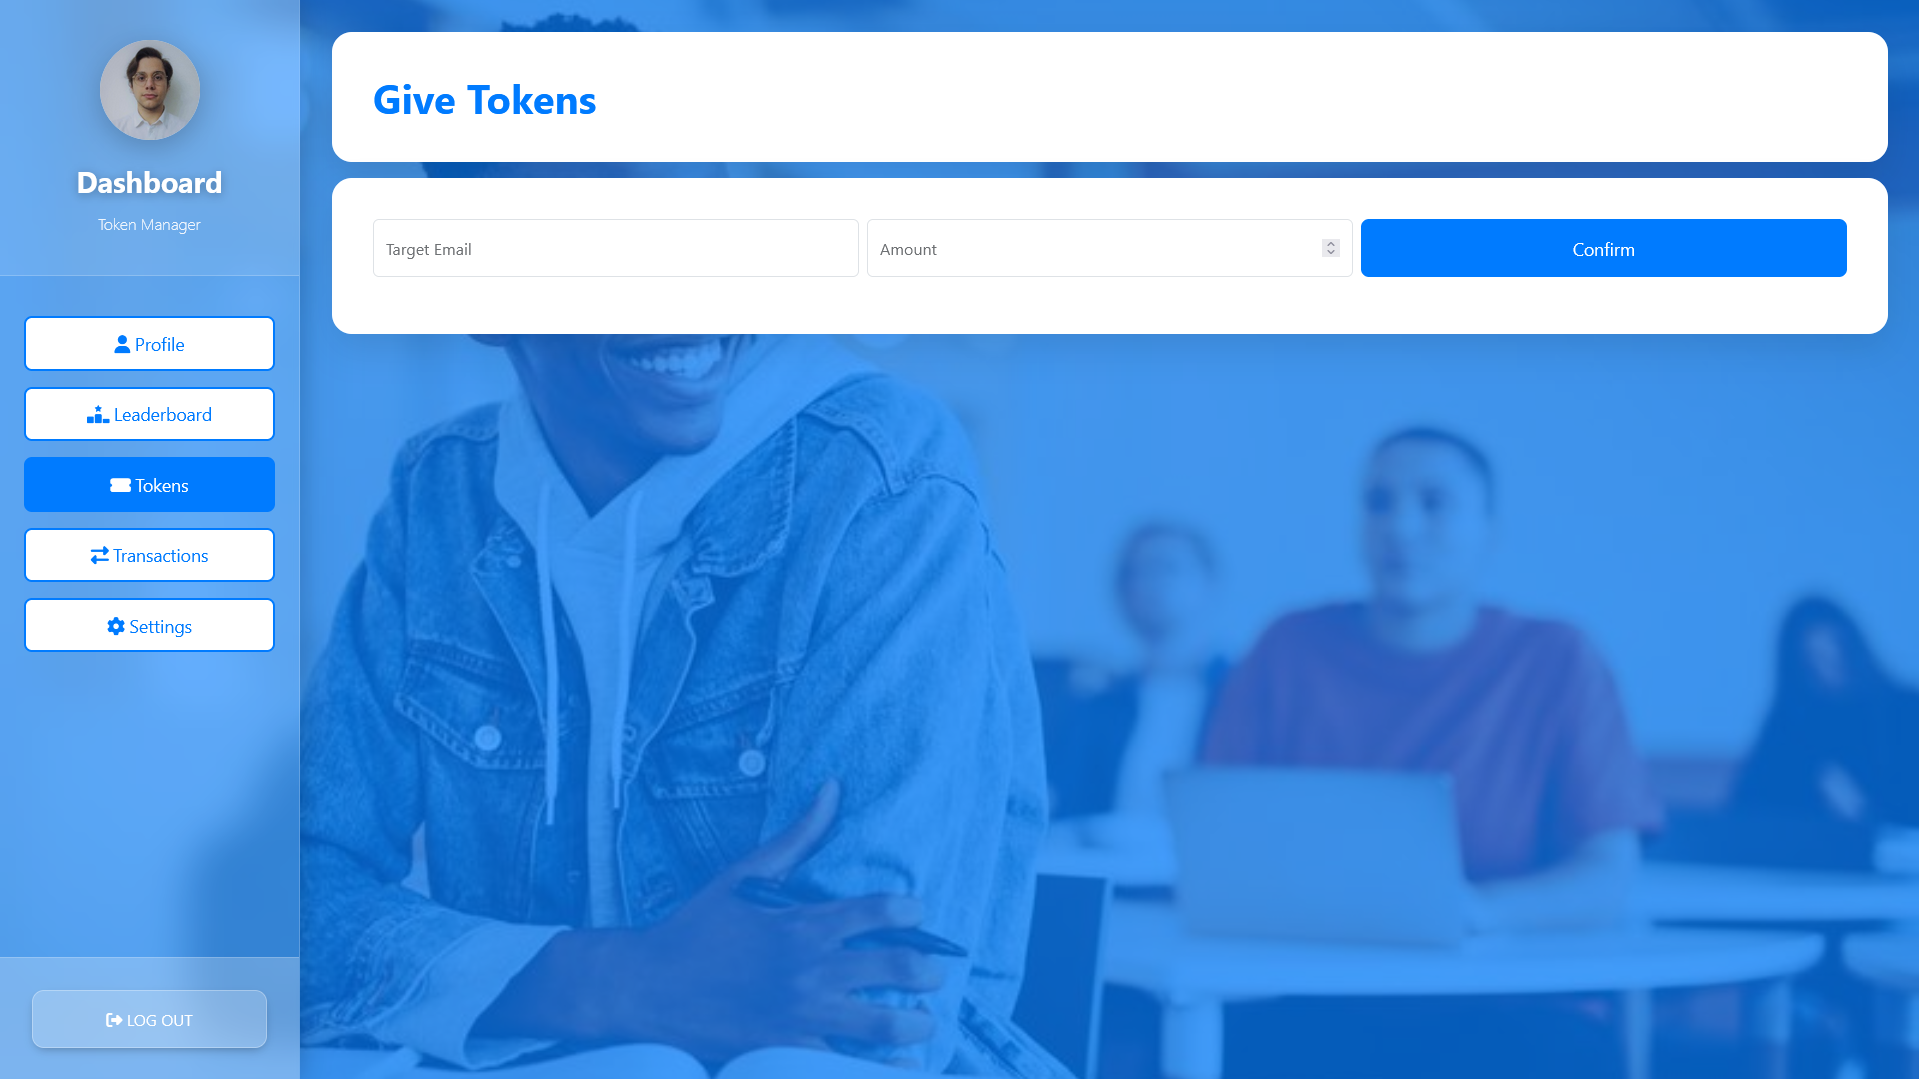 Dashboard
Token Manager
Profile
Leaderboard
Tokens
Transactions
Settings
LOG OUT
Give Tokens
Target Email
Amount
Confirm